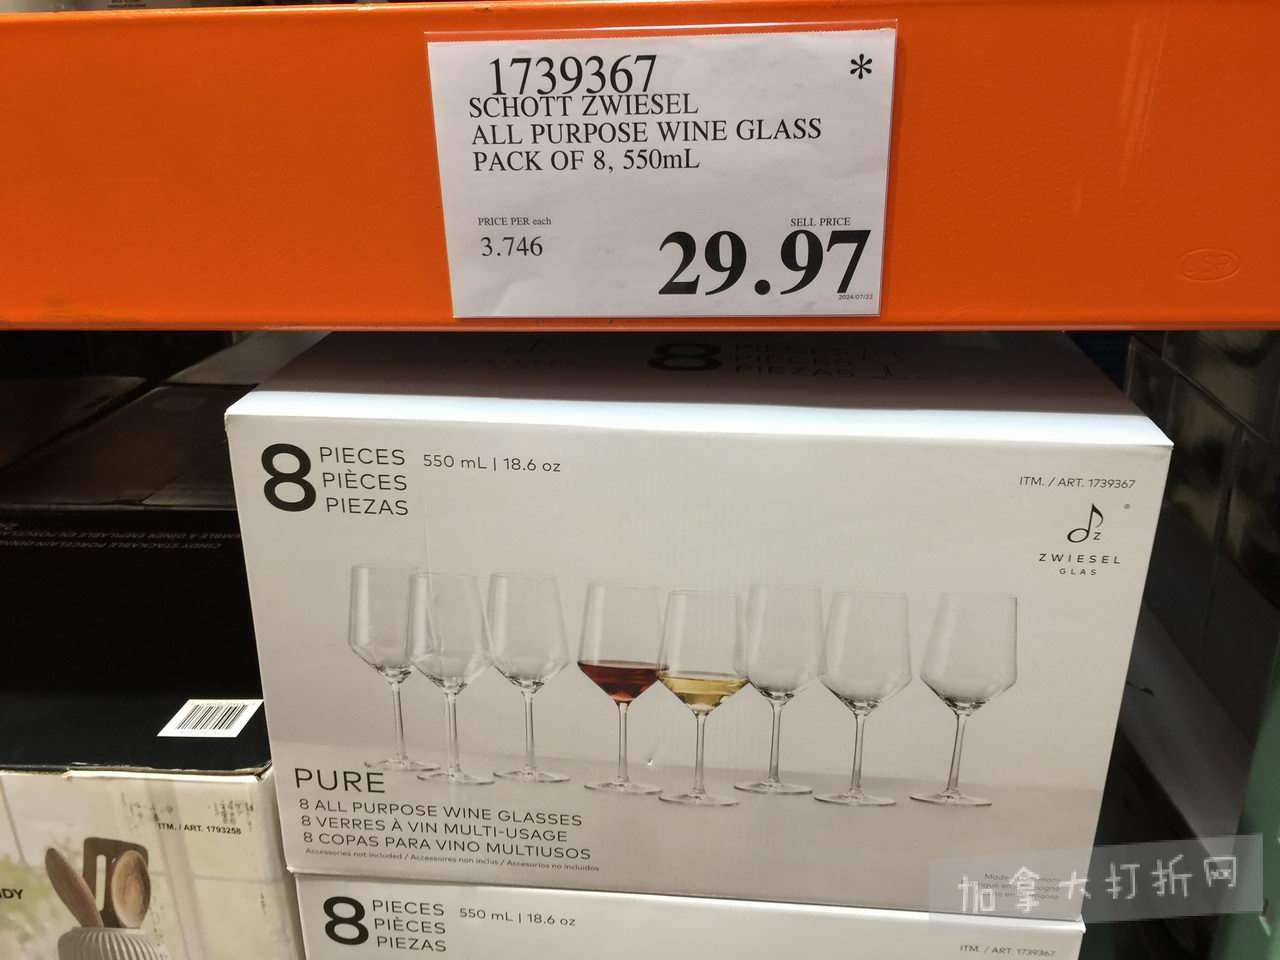 1739367
*
SCHOTT ZWIESEL
ALL PURPOSE WINE GLASS
PACK OF 8, 550mL
PRICE PER each
3.746
SELL PRICE
29.97
2024/07/22
8 PIECES
PIÈCES
PIEZAS
8 PIECES
PIÈCES
PIEZAS
550 mL | 18.6 oz
ITM. / ART. 1739367
ZWIESEL
GLAS
PURE
8 ALL PURPOSE WINE GLASSES
8 VERRES À VIN MULTI-USAGE
8 COPAS PARA VINO MULTIUSOS
Accessories not included / Accessoires non inclus / Accesorios no incluidos
ITM. / ART. 1793258
8 PIECES
PIÈCES
PIEZAS
550 mL | 18.6 oz
ITM. / ART. 1739367
加拿大打折网